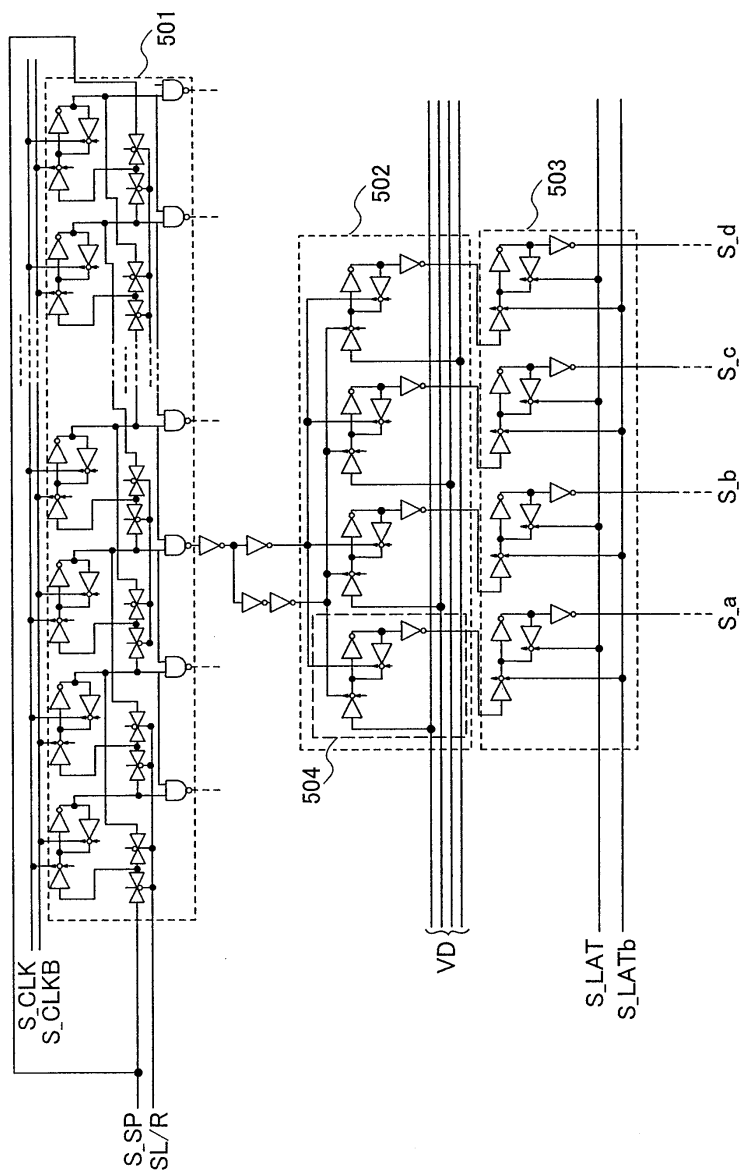 501
S_CLK
S_CLKB
S_SP
SL/R
502
504
VD
503
S_LAT
S_LATb
S_a
S_b
S_c
S_d